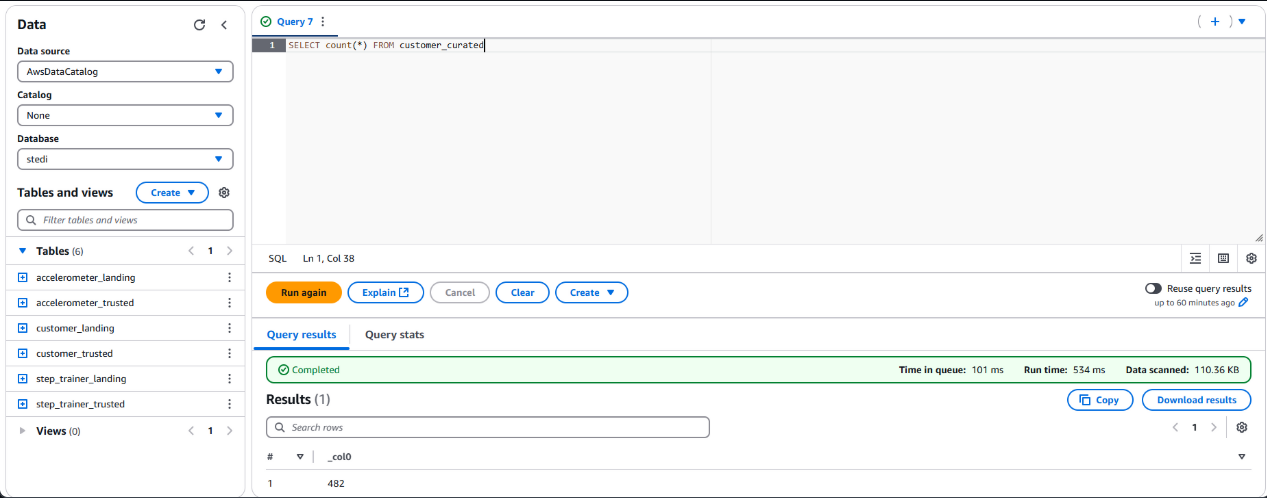 Data
Data source
AwsDataCatalog
Catalog
None
Database
stedi
Tables and views
Create
Filter tables and views
Tables (6)
1
accelerometer_landing
accelerometer_trusted
customer_landing
customer_trusted
step_trainer_landing
step_trainer_trusted
Views (0)
1
Query 7
1 SELECT count(*) FROM customer_curated
SQL Ln 1, Col 38
Run again Explain Cancel Clear Create
Reuse query results
up to 60 minutes ago
Query results Query stats
Completed Time in queue: 101 ms Run time: 534 ms Data scanned: 110.36 KB
Results (1) Copy Download results
Search rows
1
# _col0
1 482